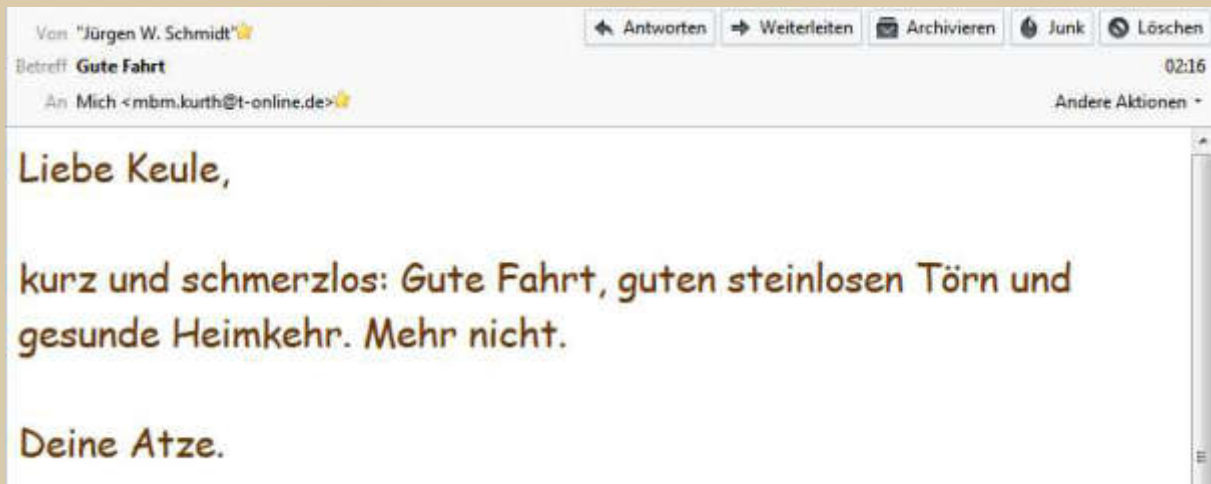 Von "Jürgen W. Schmidt" Antworten Weiterleiten Archivieren Junk Löschen
Betreff Gute Fahrt 02:16
An Mich <mbm.kurth@t-online.de> Andere Aktionen
Liebe Keule,
kurz und schmerzlos: Gute Fahrt, guten steinlosen Törn und
gesunde Heimkehr. Mehr nicht.
Deine Atze.